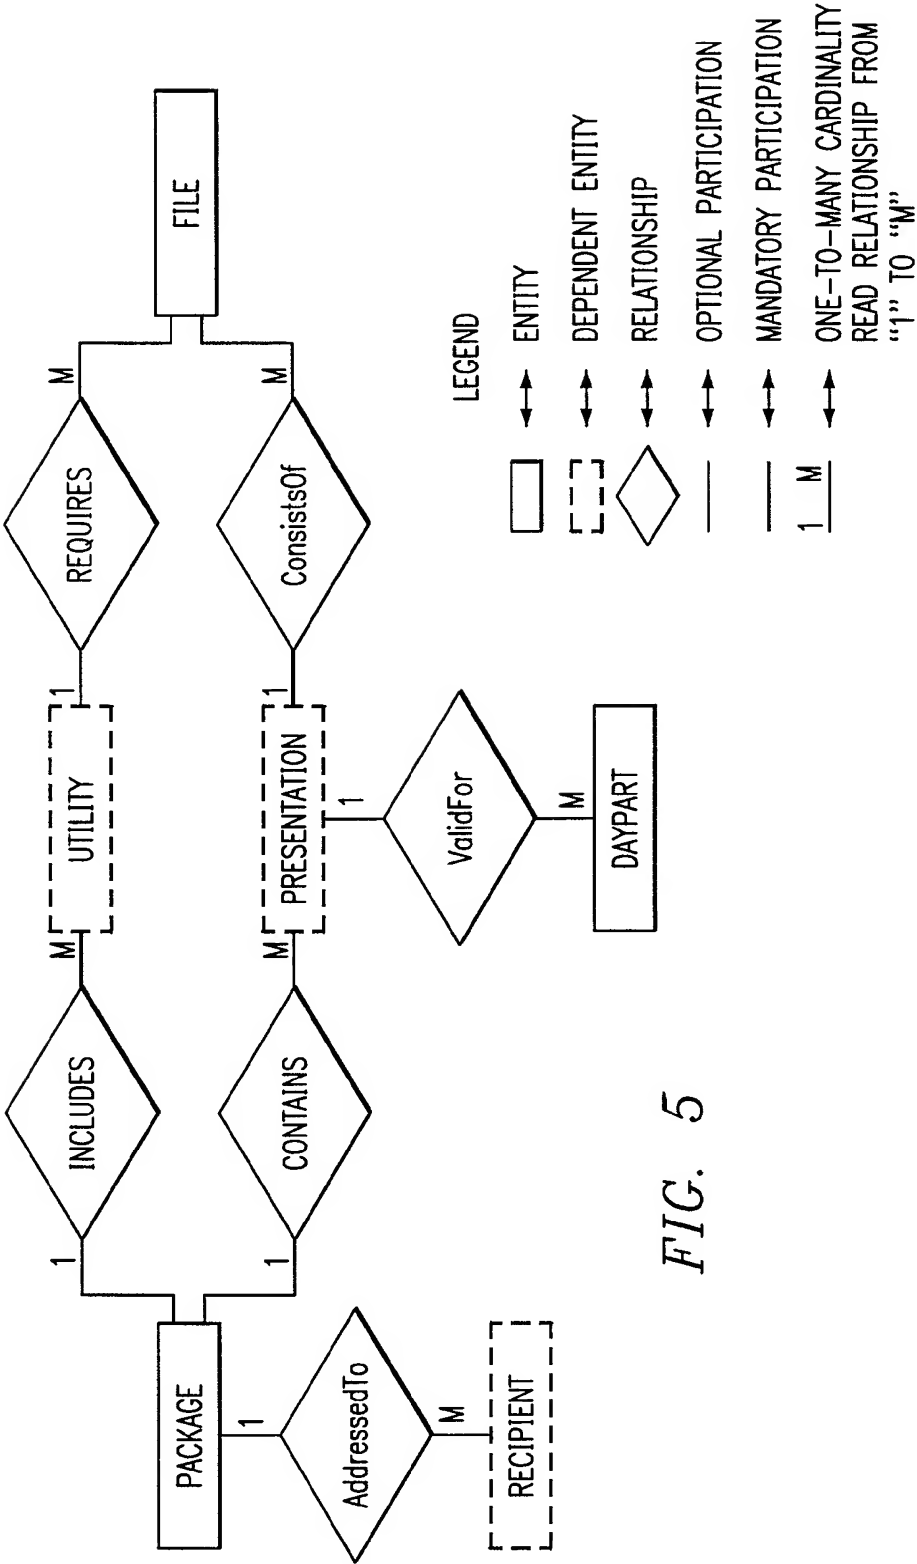 1
INCLUDES
M
UTILITY
1
REQUIRES
M
PACKAGE
FILE
1
CONTAINS
M
PRESENTATION
1
ConsistsOf
M
1
AddressedTo
M
RECIPIENT
1
ValidFor
M
DAYPART
LEGEND
ENTITY
DEPENDENT ENTITY
RELATIONSHIP
OPTIONAL PARTICIPATION
MANDATORY PARTICIPATION
1 M ONE-TO-MANY CARDINALITY
READ RELATIONSHIP FROM
"1" TO "M"
FIG. 5